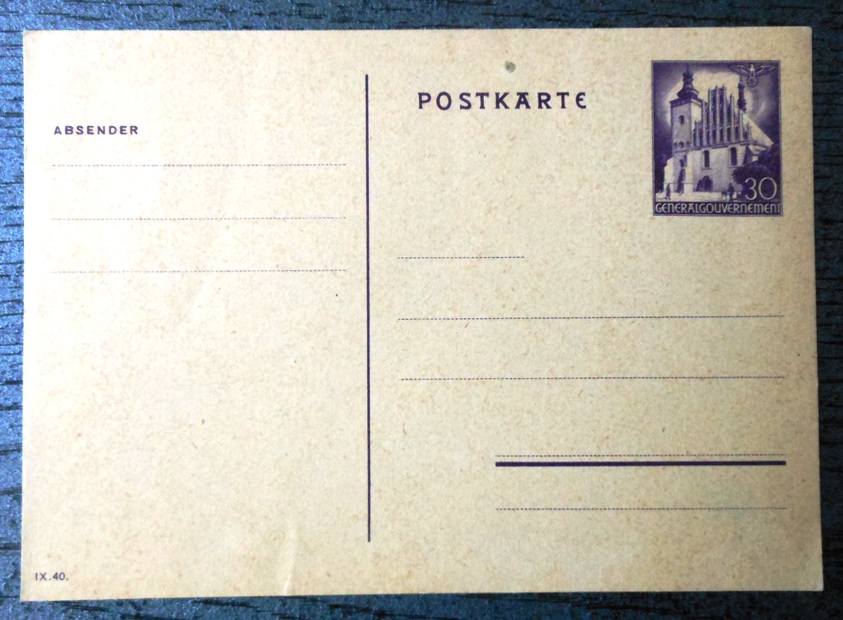 POSTKARTE
ABSENDER
30
GENERALGOUVERNEMENT
IX.40.